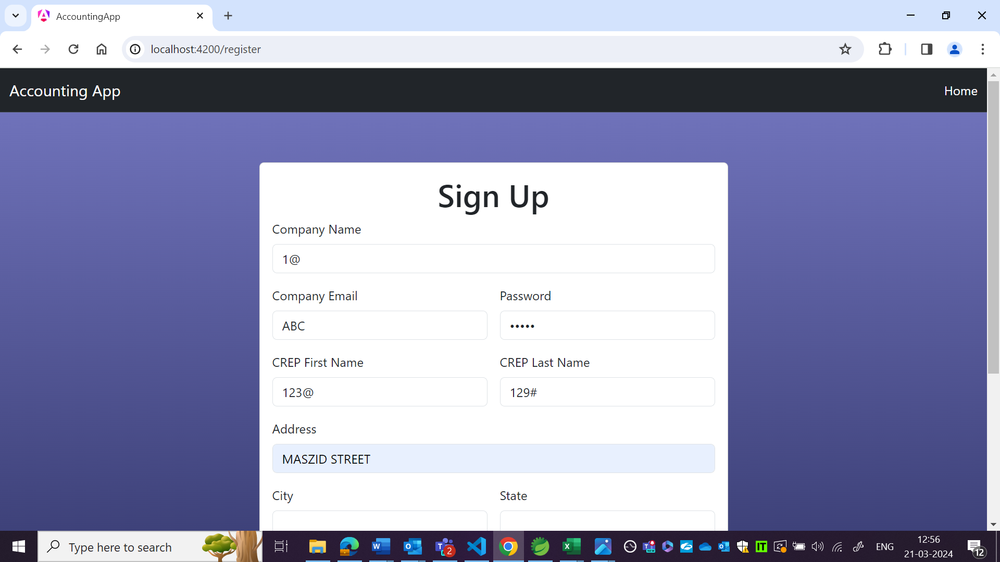 AccountingApp
localhost:4200/register
Accounting App
Home
Sign Up
Company Name
1@
Company Email
Password
ABC
•••••
CREP First Name
CREP Last Name
123@
129#
Address
MASZID STREET
City
State
Type here to search
2
NEW
IT
ENG
12:56
21-03-2024
12